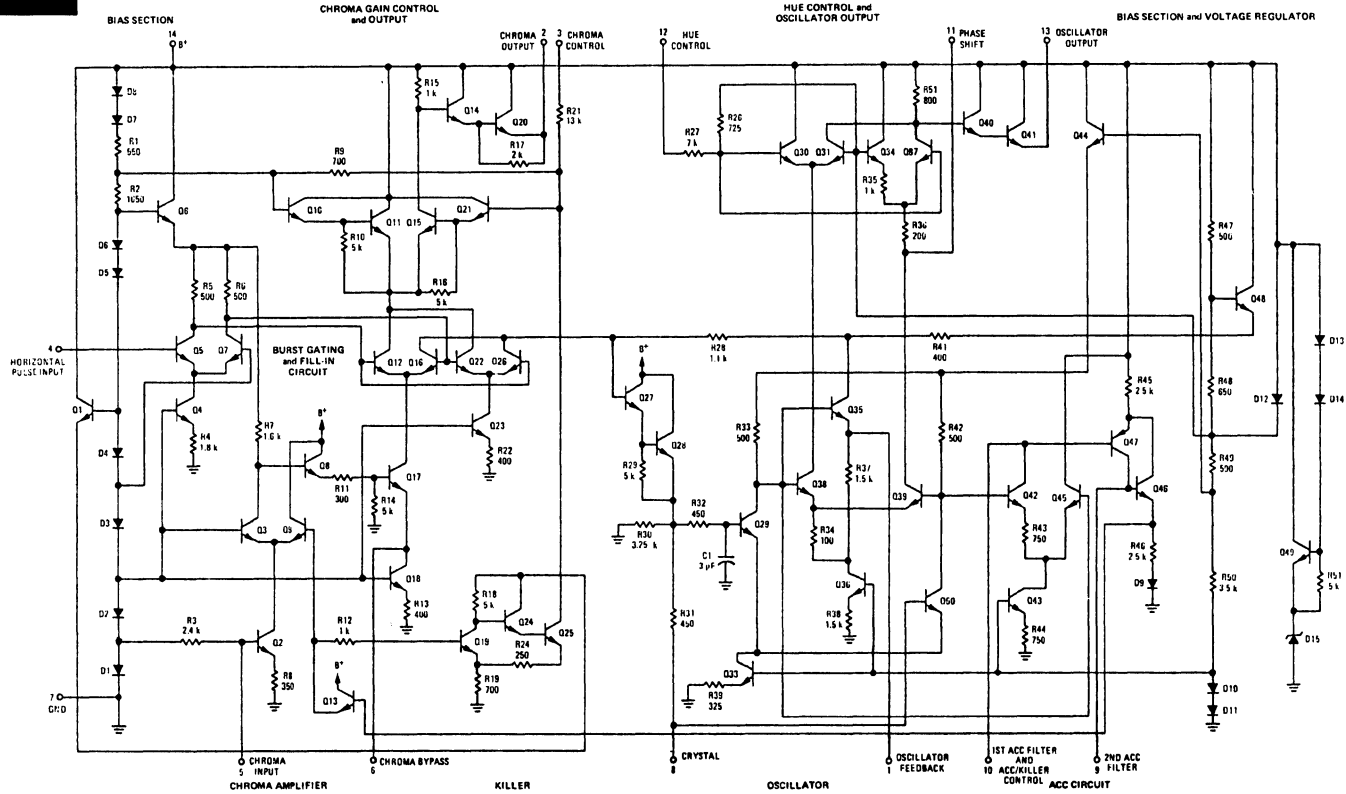 BIAS SECTION
CHROMA GAIN CONTROL
and OUTPUT
HUE CONTROL and
OSCILLATOR OUTPUT
BIAS SECTION and VOLTAGE REGULATOR
14
B+
CHROMA
OUTPUT
2
3
CHROMA
CONTROL
12
HUE
CONTROL
11
PHASE
SHIFT
13
OSCILLATOR
OUTPUT
D8
D7
R1
550
R2
1050
Q6
D6
D5
R5
500
R6
500
4
HORIZONTAL
PULSE INPUT
Q5
Q7
Q1
Q4
R4
1.8 k
D4
D3
D2
D1
7
GND
R3
2.4 k
Q2
R8
350
Q3
Q9
R7
1.6 k
Q8
B+
R11
300
R14
5 k
Q17
Q18
R13
400
R12
1 k
B+
Q13
R9
700
Q10
R10
5 k
Q11
Q15
Q21
R16
5 k
R15
1 k
Q14
Q20
R17
2 k
R21
13 k
BURST GATING
and FILL-IN
CIRCUIT
Q12
Q16
Q22
Q26
Q23
R22
400
R18
5 k
Q24
Q25
Q19
R24
250
R19
700
B+
Q27
Q28
R29
5 k
R30
3.25 k
R32
450
C1
3 pF
Q29
R31
450
R28
1.1 k
R27
7 k
R26
725
Q30
Q31
Q34
Q87
R35
1 k
R36
200
R51
800
Q40
Q41
Q44
R41
400
R33
500
Q35
R37
1.5 k
Q38
R34
100
Q39
Q36
R38
1.5 k
R42
500
Q50
Q33
R39
325
Q42
R43
750
Q43
R44
750
Q45
R45
2.5 k
Q47
Q46
R46
2.5 k
D9
R47
500
Q48
R48
650
R49
500
R50
3.5 k
D10
D11
D12
D13
D14
Q49
R51
5 k
D15
5
CHROMA
INPUT
6
CHROMA BYPASS
8
CRYSTAL
1
OSCILLATOR
FEEDBACK
10
1ST ACC FILTER
AND
ACC/KILLER
CONTROL
9
2ND ACC
FILTER
CHROMA AMPLIFIER
KILLER
OSCILLATOR
ACC CIRCUIT